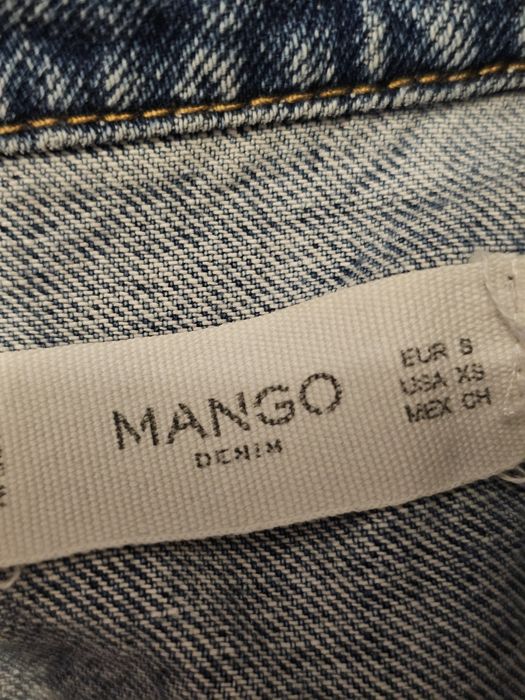 MANGO
DENIM
EUR S
USA XS
MEX CH